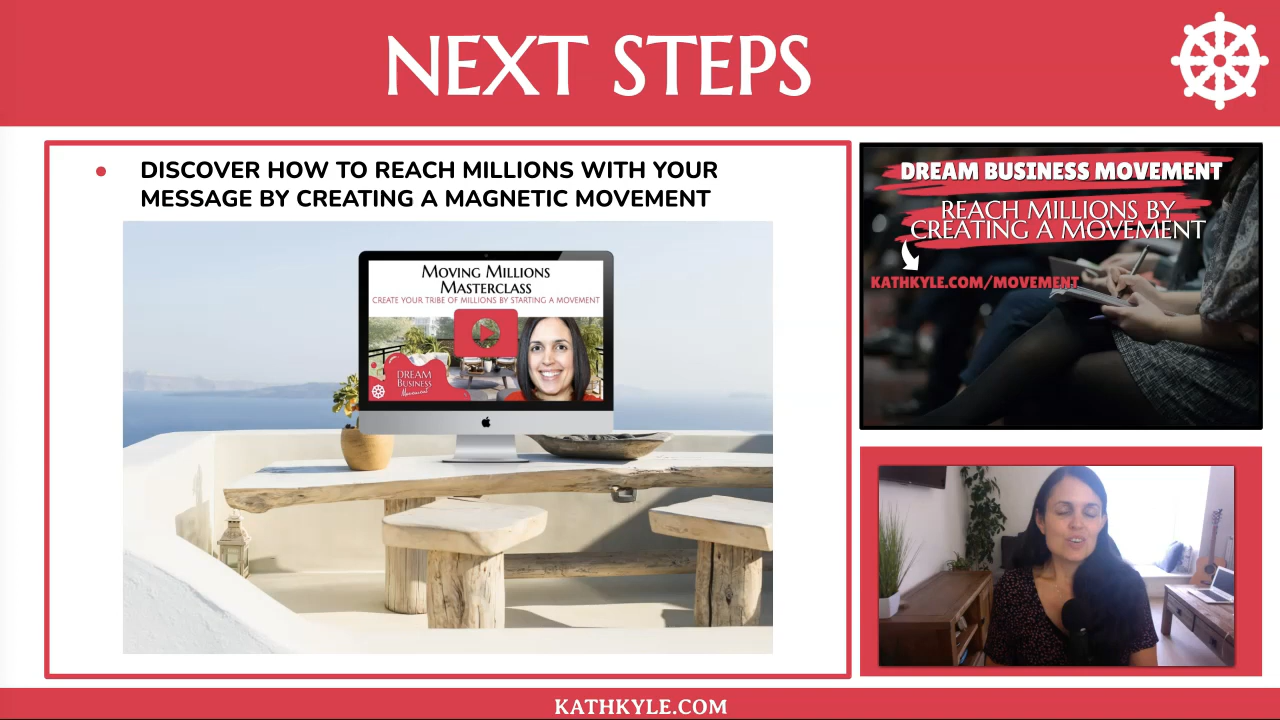 NEXT STEPS
DISCOVER HOW TO REACH MILLIONS WITH YOUR
MESSAGE BY CREATING A MAGNETIC MOVEMENT
MOVING MILLIONS
MASTERCLASS
CREATE YOUR TRIBE OF MILLIONS BY STARTING A MOVEMENT
DREAM
BUSINESS
Movement
DREAM BUSINESS MOVEMENT
REACH MILLIONS BY
CREATING A MOVEMENT
KATHKYLE.COM/MOVEMENT
KATHKYLE.COM